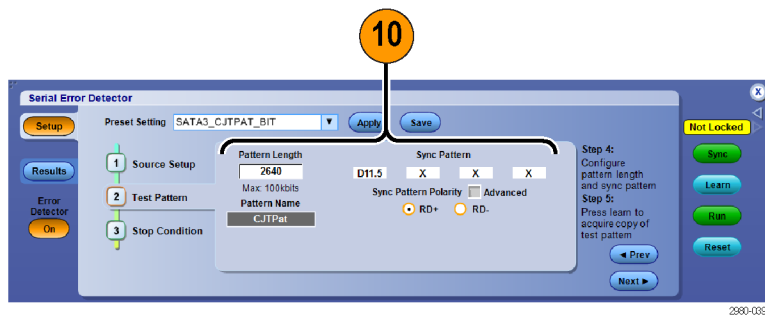 10
Serial Error Detector
X
Setup
Preset Setting SATA3_CJTPAT_BIT Apply Save
Not Locked
Results
Error
Detector
On
1 Source Setup
2 Test Pattern
3 Stop Condition
Pattern Length
2640
Max: 100kbits
Pattern Name
CJTPat
Sync Pattern
D11.5 X X X
Sync Pattern Polarity Advanced
RD+ RD-
Step 4:
Configure
pattern length
and sync pattern
Step 5:
Press learn to
acquire copy of
test pattern
Prev
Next
Sync
Learn
Run
Reset
2980-039